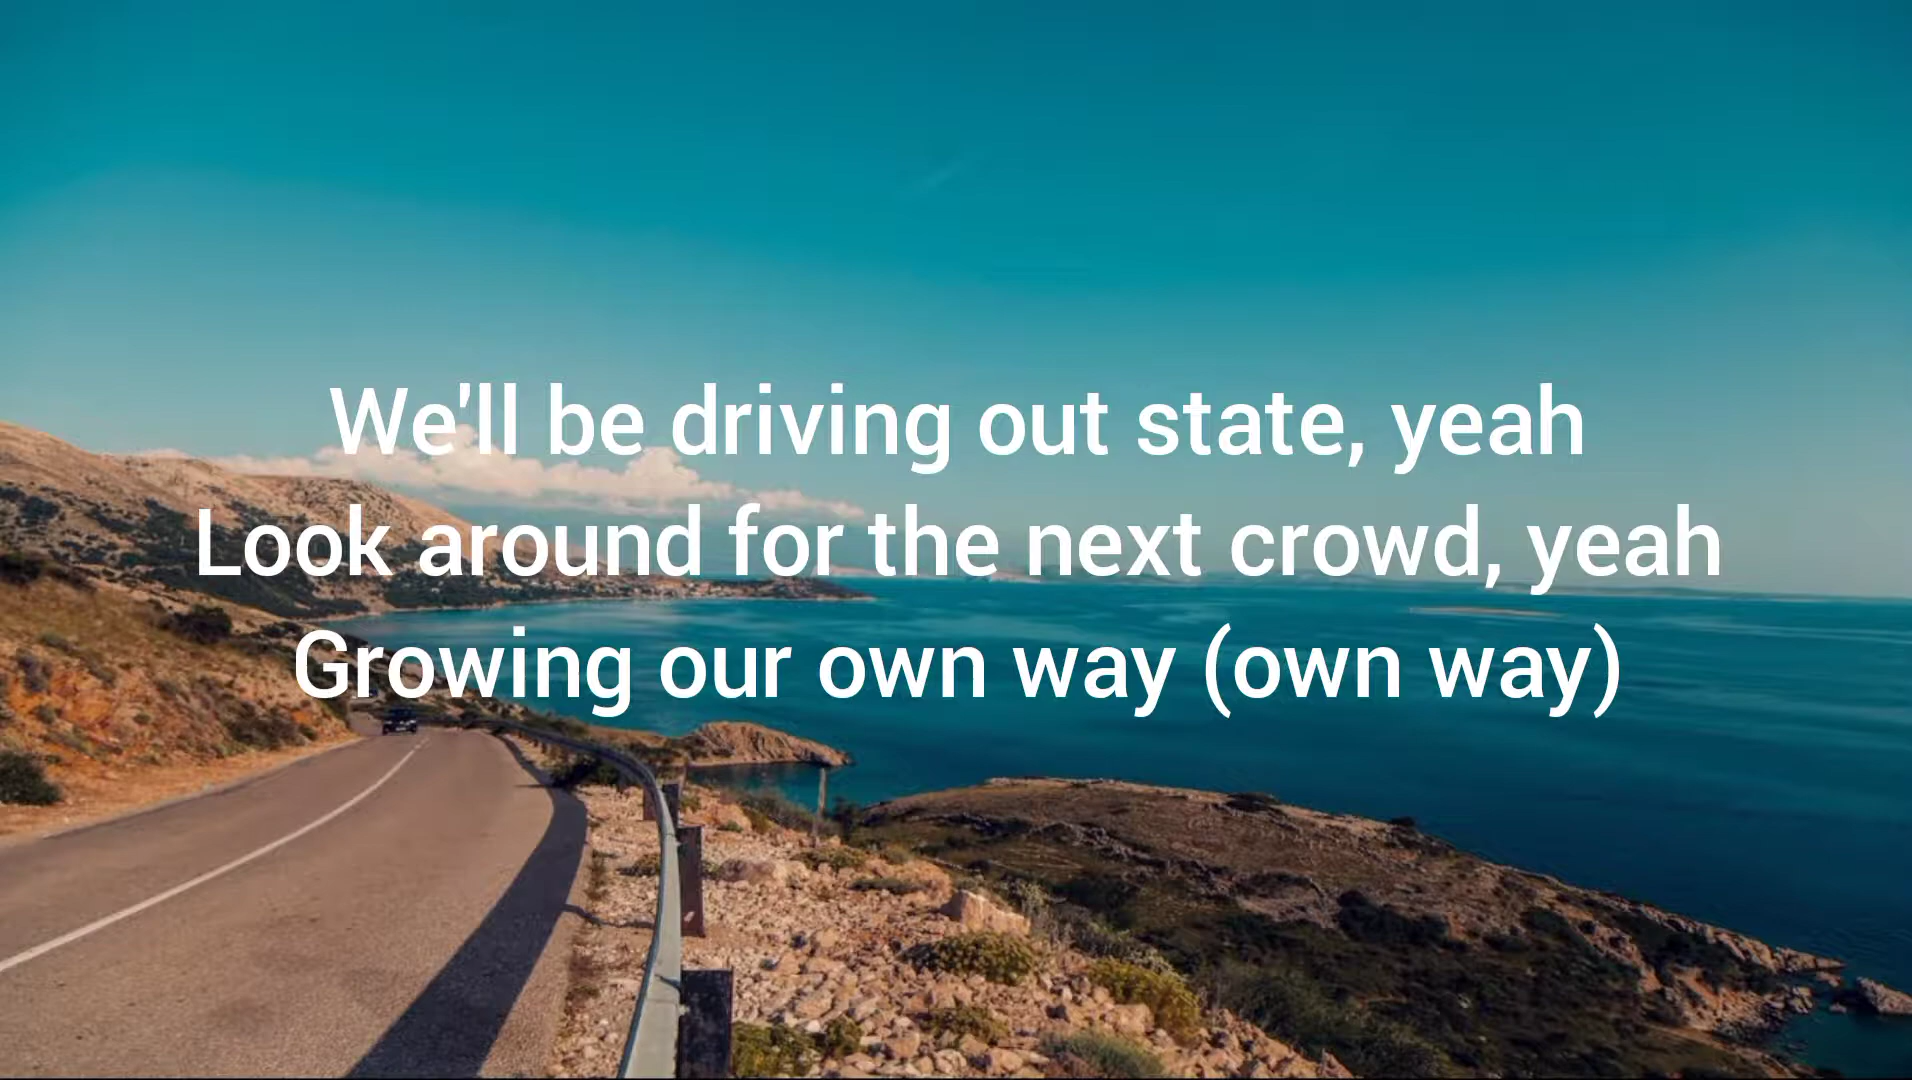 We'll be driving out state, yeah
Look around for the next crowd, yeah
Growing our own way (own way)